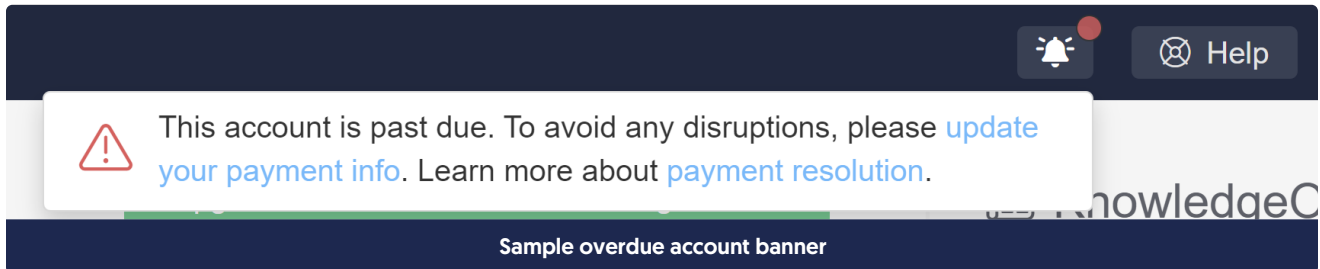 Help
This account is past due. To avoid any disruptions, please update
your payment info. Learn more about payment resolution.
Sample overdue account banner